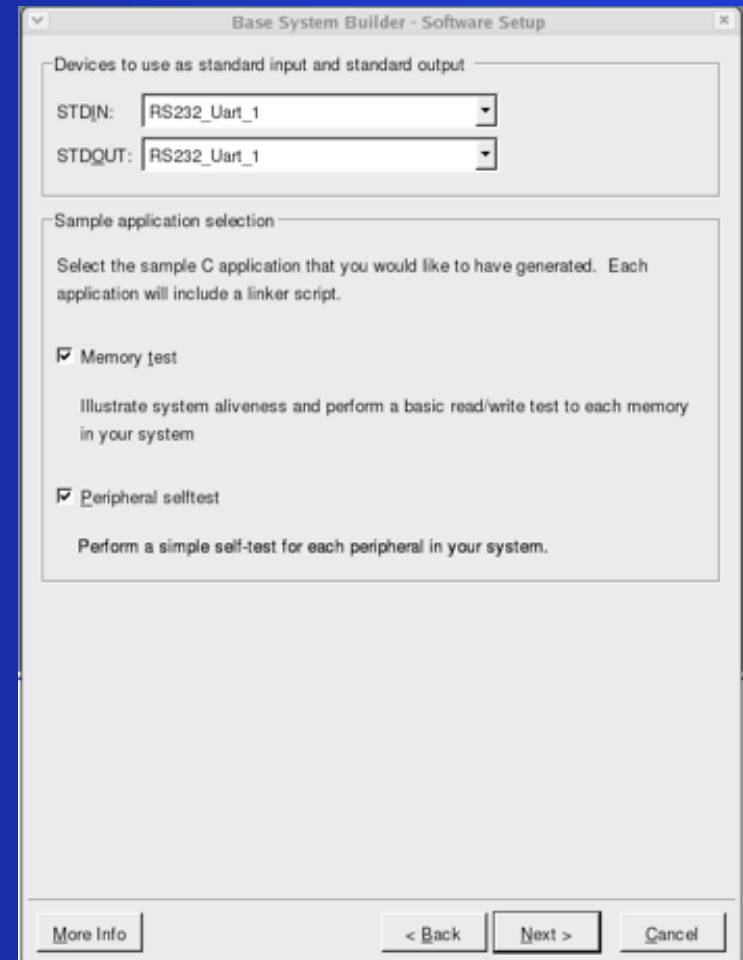 Base System Builder - Software Setup
Devices to use as standard input and standard output
STDIN: RS232_Uart_1
STDOUT: RS232_Uart_1
Sample application selection
Select the sample C application that you would like to have generated. Each
application will include a linker script.
Memory test
Illustrate system aliveness and perform a basic read/write test to each memory
in your system
Peripheral selftest
Perform a simple self-test for each peripheral in your system.
More Info < Back Next > Cancel